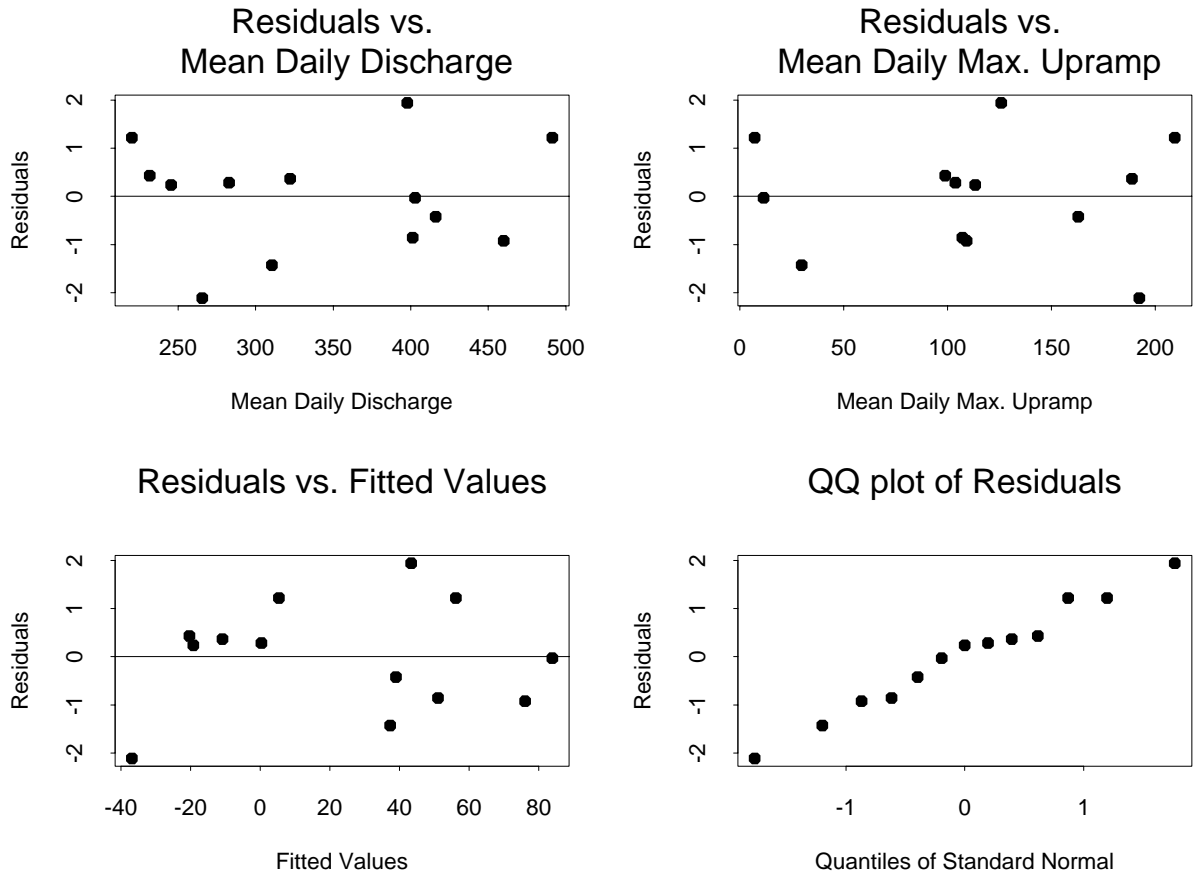 Residuals vs.
Mean Daily Discharge
Residuals
2
1
0
-1
-2
250 300 350 400 450 500
Mean Daily Discharge
Residuals vs.
Mean Daily Max. Upramp
Residuals
2
1
0
-1
-2
0 50 100 150 200
Mean Daily Max. Upramp
Residuals vs. Fitted Values
Residuals
2
1
0
-1
-2
-40 -20 0 20 40 60 80
Fitted Values
QQ plot of Residuals
Residuals
2
1
0
-1
-2
-1 0 1
Quantiles of Standard Normal